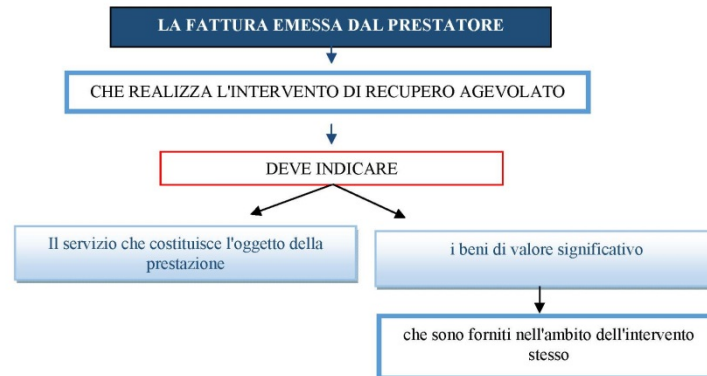 LA FATTURA EMESSA DAL PRESTATORE
CHE REALIZZA L'INTERVENTO DI RECUPERO AGEVOLATO
DEVE INDICARE
Il servizio che costituisce l'oggetto della
prestazione
i beni di valore significativo
che sono forniti nell'ambito dell'intervento
stesso